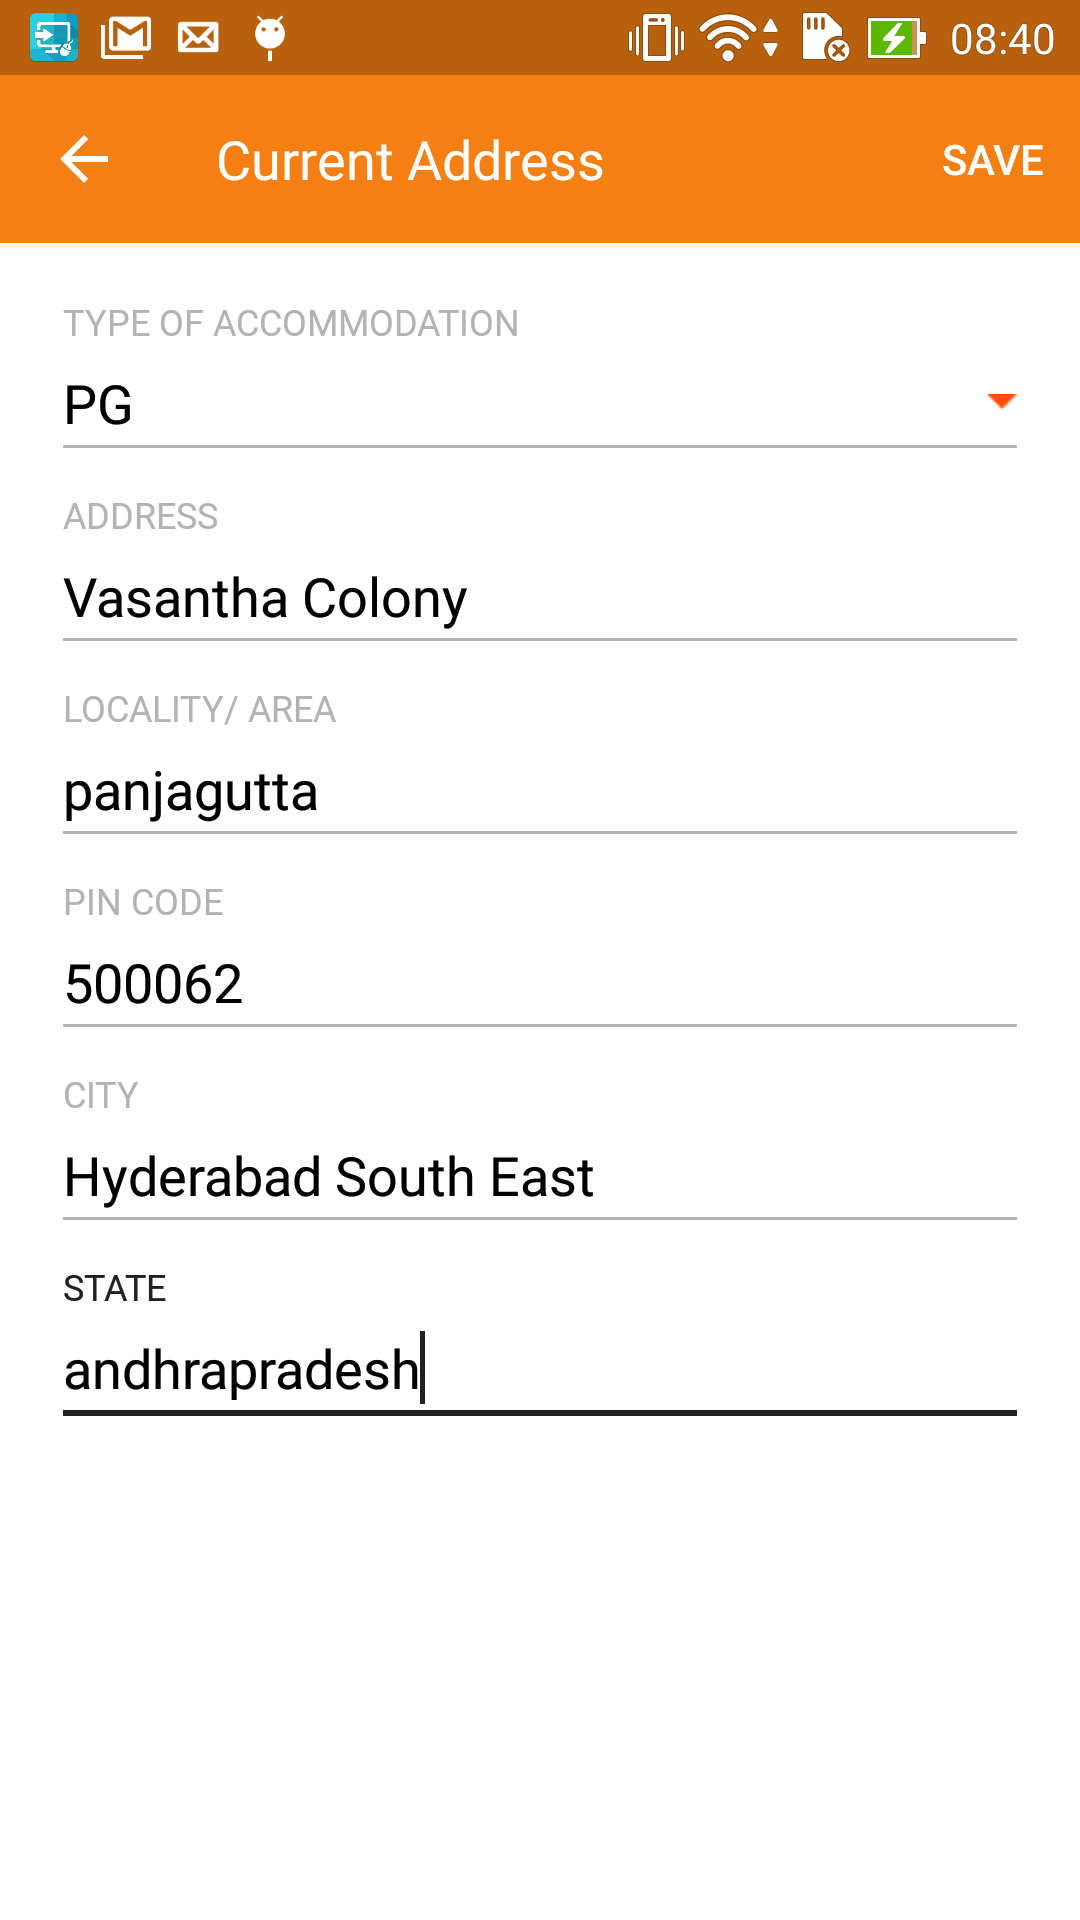 08:40
Current Address
SAVE
TYPE OF ACCOMMODATION
PG
ADDRESS
Vasantha Colony
LOCALITY/ AREA
panjagutta
PIN CODE
500062
CITY
Hyderabad South East
STATE
andhrapradesh